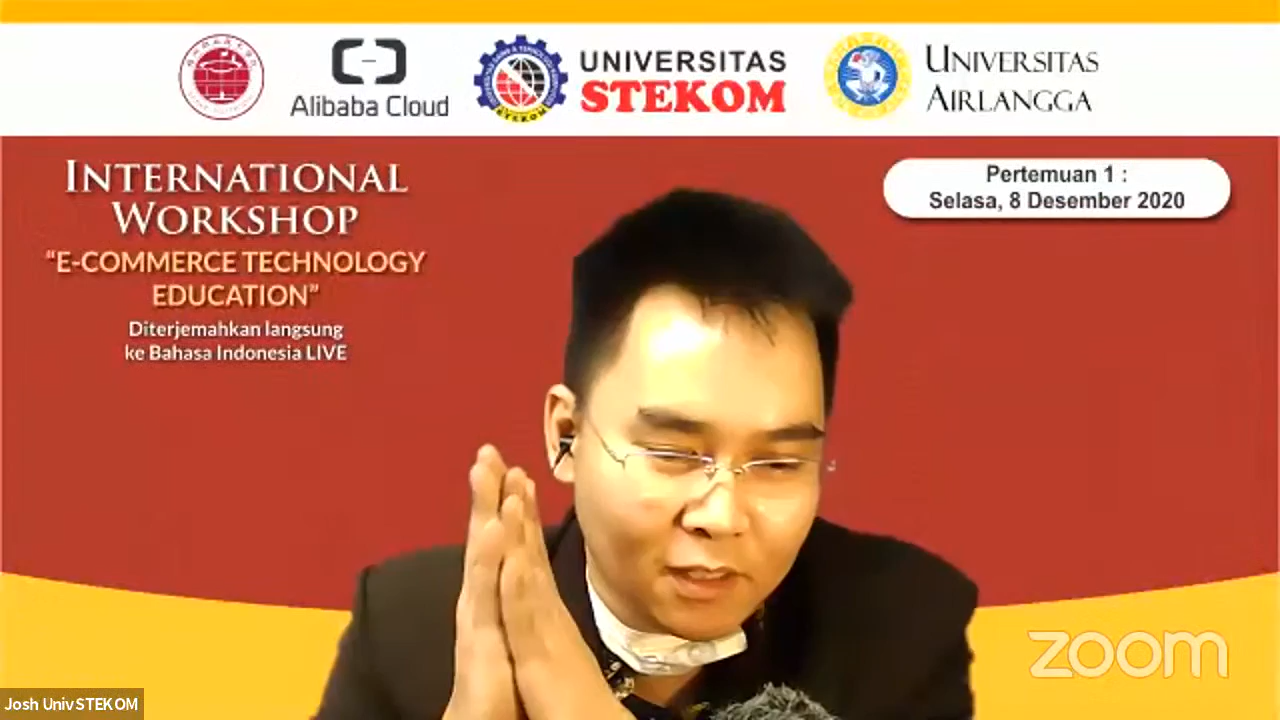 Alibaba Cloud
UNIVERSITAS
STEKOM
STEKOM
UNIVERSITAS
AIRLANGGA
INTERNATIONAL
WORKSHOP
“E-COMMERCE TECHNOLOGY
EDUCATION”
Diterjemahkan langsung
ke Bahasa Indonesia LIVE
Pertemuan 1 :
Selasa, 8 Desember 2020
zoom
Josh UnivSTEKOM